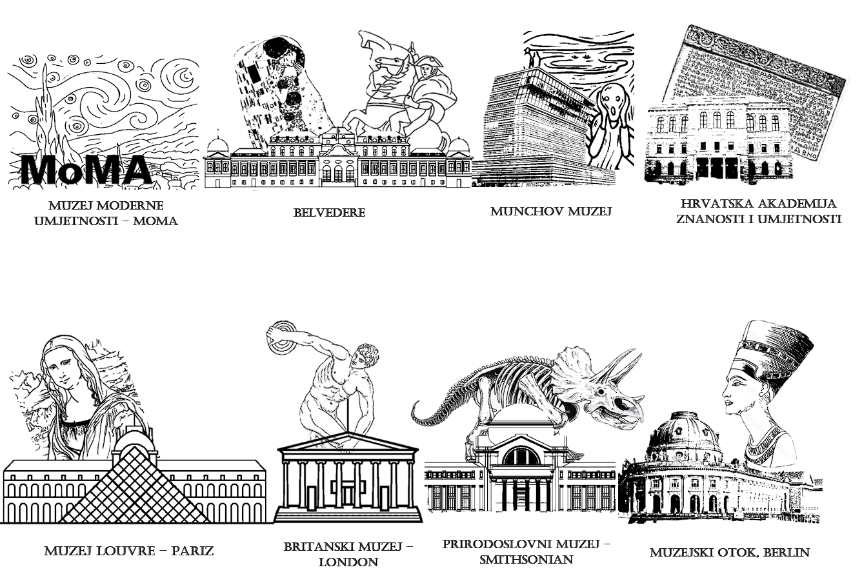 MoMA
MUZEJ MODERNE
UMJETNOSTI – MOMA
BELVEDERE
MUNCHOV MUZEJ
HRVATSKA AKADEMIJA
ZNANOSTI I UMJETNOSTI
MUZEJ LOUVRE – PARIZ
BRITANSKI MUZEJ –
LONDON
PRIRODOSLOVNI MUZEJ –
SMITHSONIAN
MUZEJSKI OTOK, BERLIN